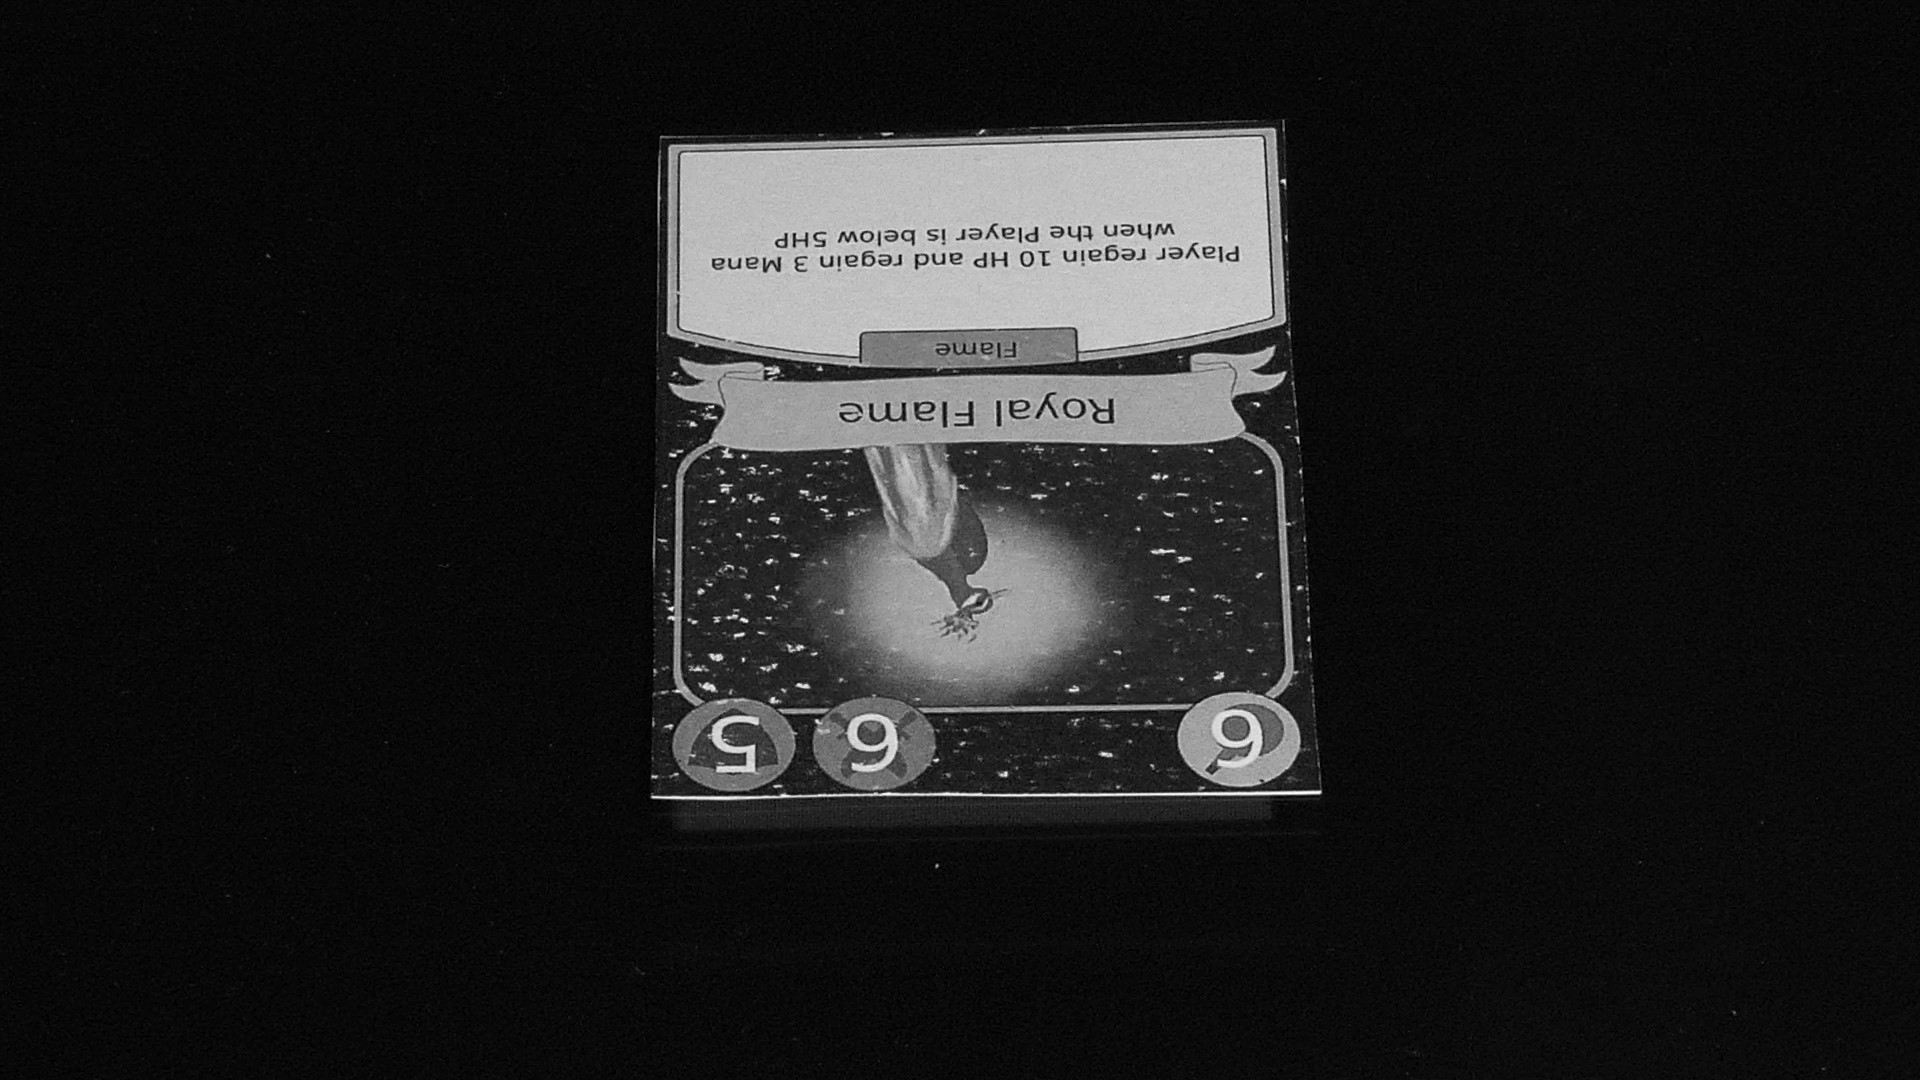 6 6 5
Royal Flame
Flame
Player regain 10 HP and regain 3 Mana
when the Player is below 5HP